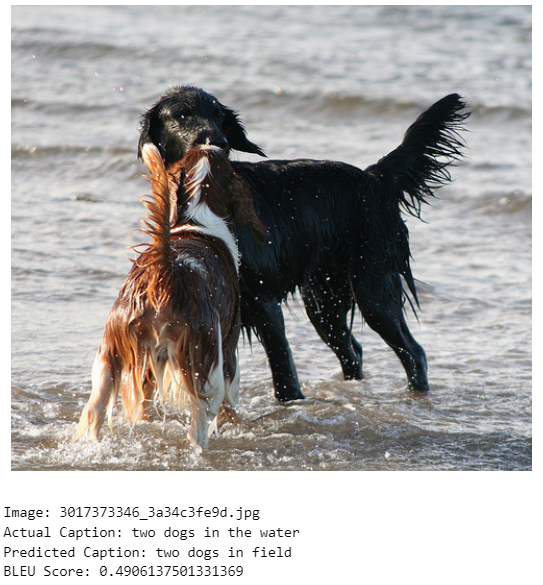 Image: 3017373346_3a34c3fe9d.jpg
Actual Caption: two dogs in the water
Predicted Caption: two dogs in field
BLEU Score: 0.4906137501331369